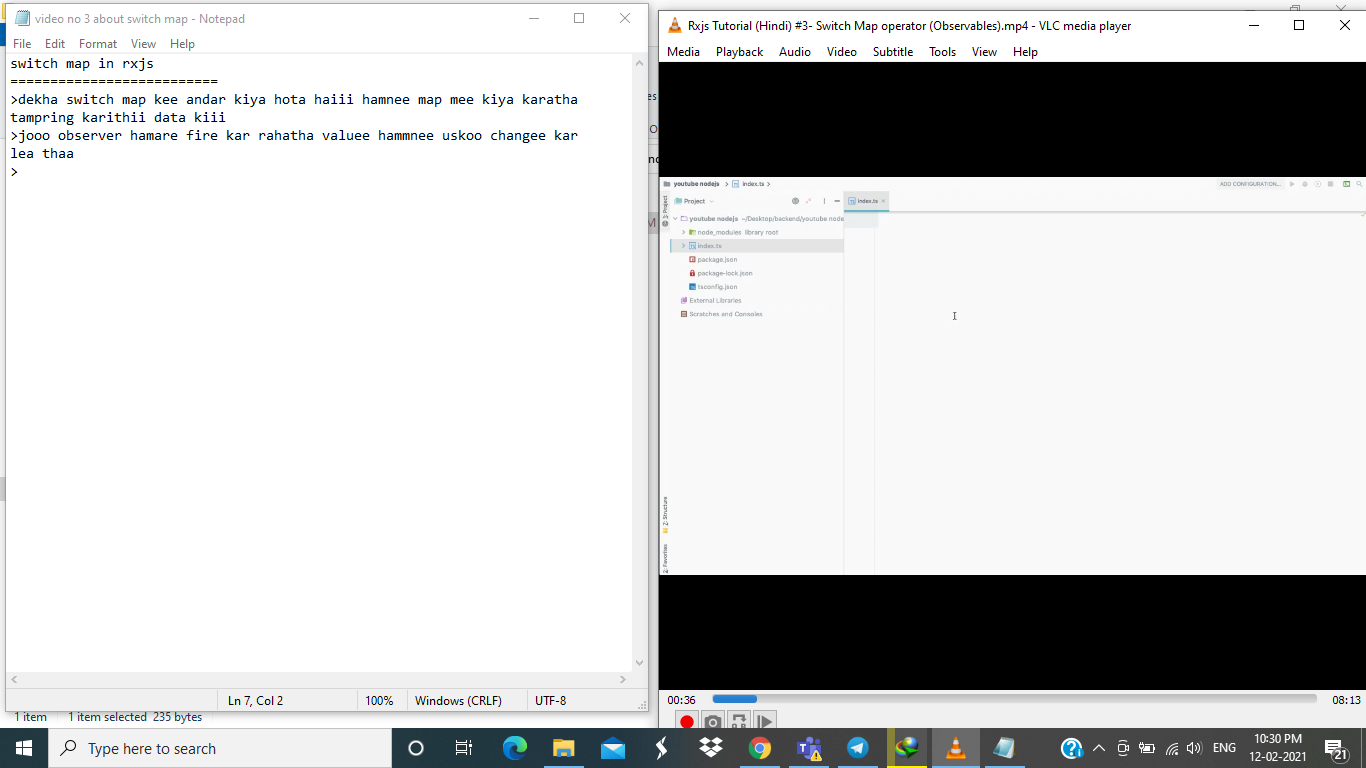 video no 3 about switch map - Notepad
File Edit Format View Help
switch map in rxjs
==========================
>dekha switch map kee andar kiya hota haiii hamnee map mee kiya karatha
tampring karithii data kiii
>jooo observer hamare fire kar rahatha valuee hammnee uskoo changee kar
lea thaa
>
Ln 7, Col 2 100% Windows (CRLF) UTF-8
1 item 1 item selected 235 bytes
Rxjs Tutorial (Hindi) #3- Switch Map operator (Observables).mp4 - VLC media player
Media Playback Audio Video Subtitle Tools View Help
youtube nodejs index.ts
ADD CONFIGURATION...
Project
index.ts
1: Project
youtube nodejs ~/Desktop/backend/youtube node
node_modules library root
index.ts
package.json
package-lock.json
tsconfig.json
External Libraries
Scratches and Consoles
Z: Structure
2: Favorites
00:36 08:13
Type here to search
ENG
10:30 PM
12-02-2021
21